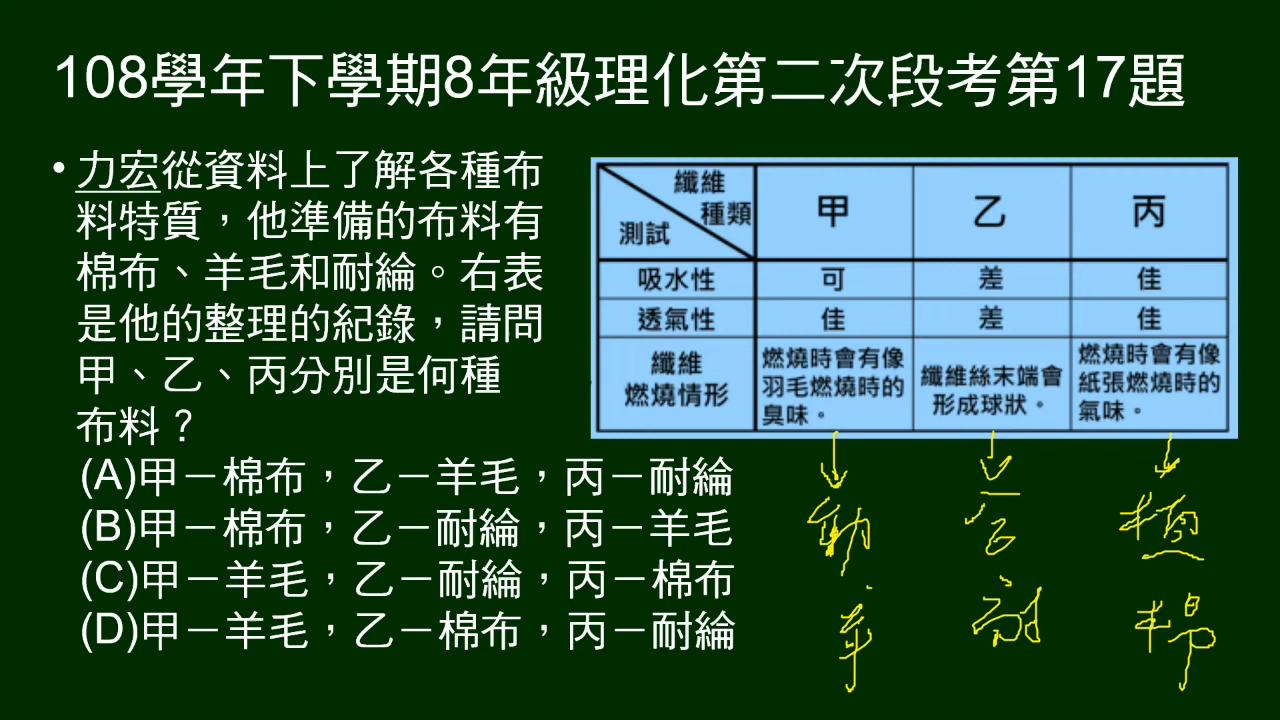 108學年下學期8年級理化第二次段考第17題
• 力宏從資料上了解各種布
料特質，他準備的布料有
棉布、羊毛和耐綸。右表
是他的整理的紀錄，請問
甲、乙、丙分別是何種
布料？
(A)甲－棉布，乙－羊毛，丙－耐綸
(B)甲－棉布，乙－耐綸，丙－羊毛
(C)甲－羊毛，乙－耐綸，丙－棉布
(D)甲－羊毛，乙－棉布，丙－耐綸
纖維
種類
測試
甲 乙 丙
吸水性 可 差 佳
透氣性 佳 差 佳
纖維
燃燒情形
燃燒時會有像
羽毛燃燒時的
臭味。
纖維絲末端會
形成球狀。
燃燒時會有像
紙張燃燒時的
氣味。
動 合 植
羊 耐 棉